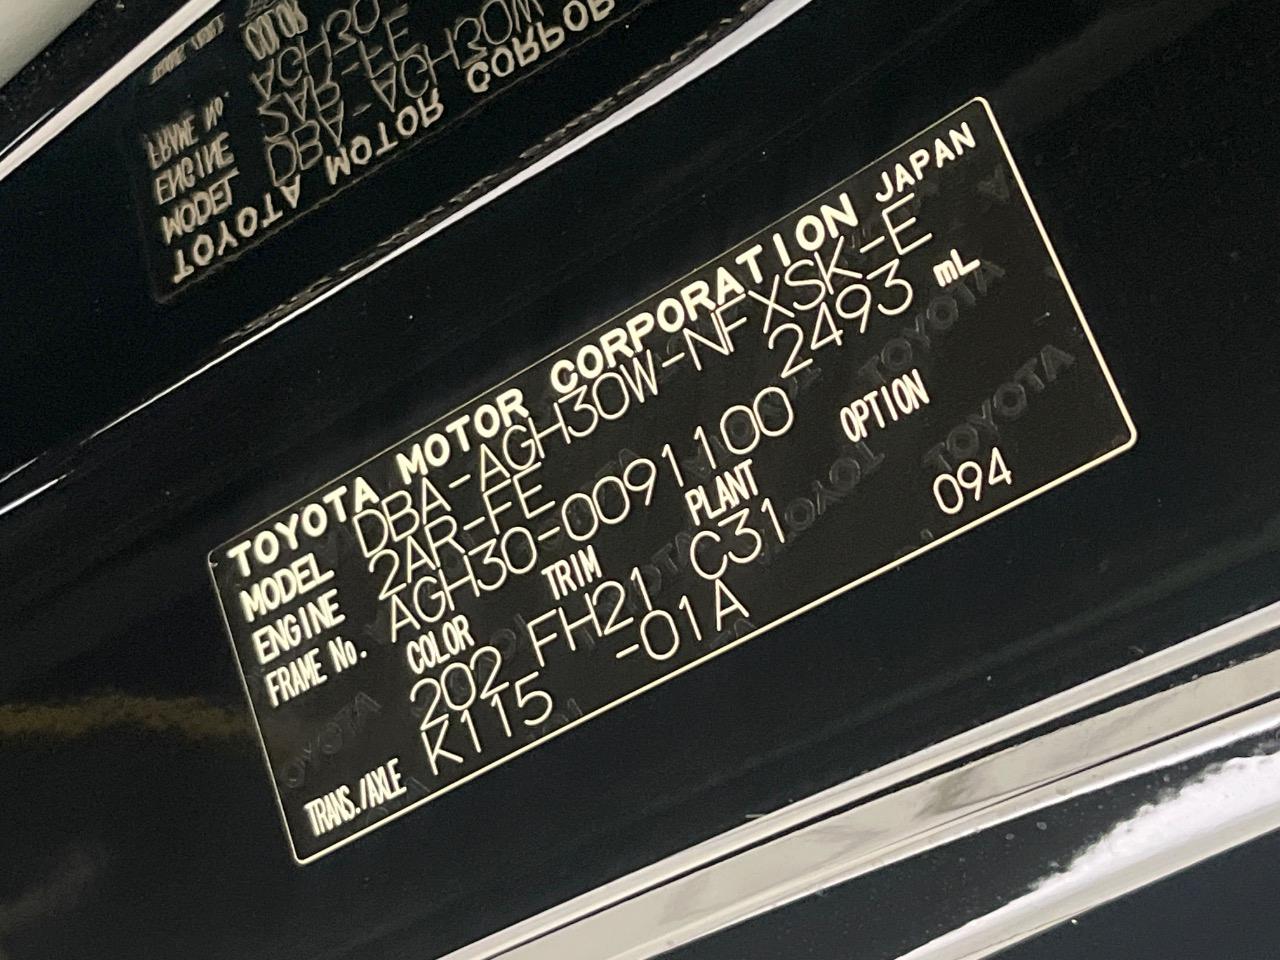 TOYOTA MOTOR CORPORATION JAPAN
MODEL DBA-AGH30W-NFXSK-E
ENGINE 2AR-FE 2493 mL
FRAME No. AGH30-0091100
COLOR TRIM PLANT OPTION
202 FH21 C31 094
TRANS./AXLE K115 -01A
COLOR
FRAME No. AGH30
ENGINE 2AR-FE
MODEL DBA-AGH30W
TOYOTA MOTOR CORPOR